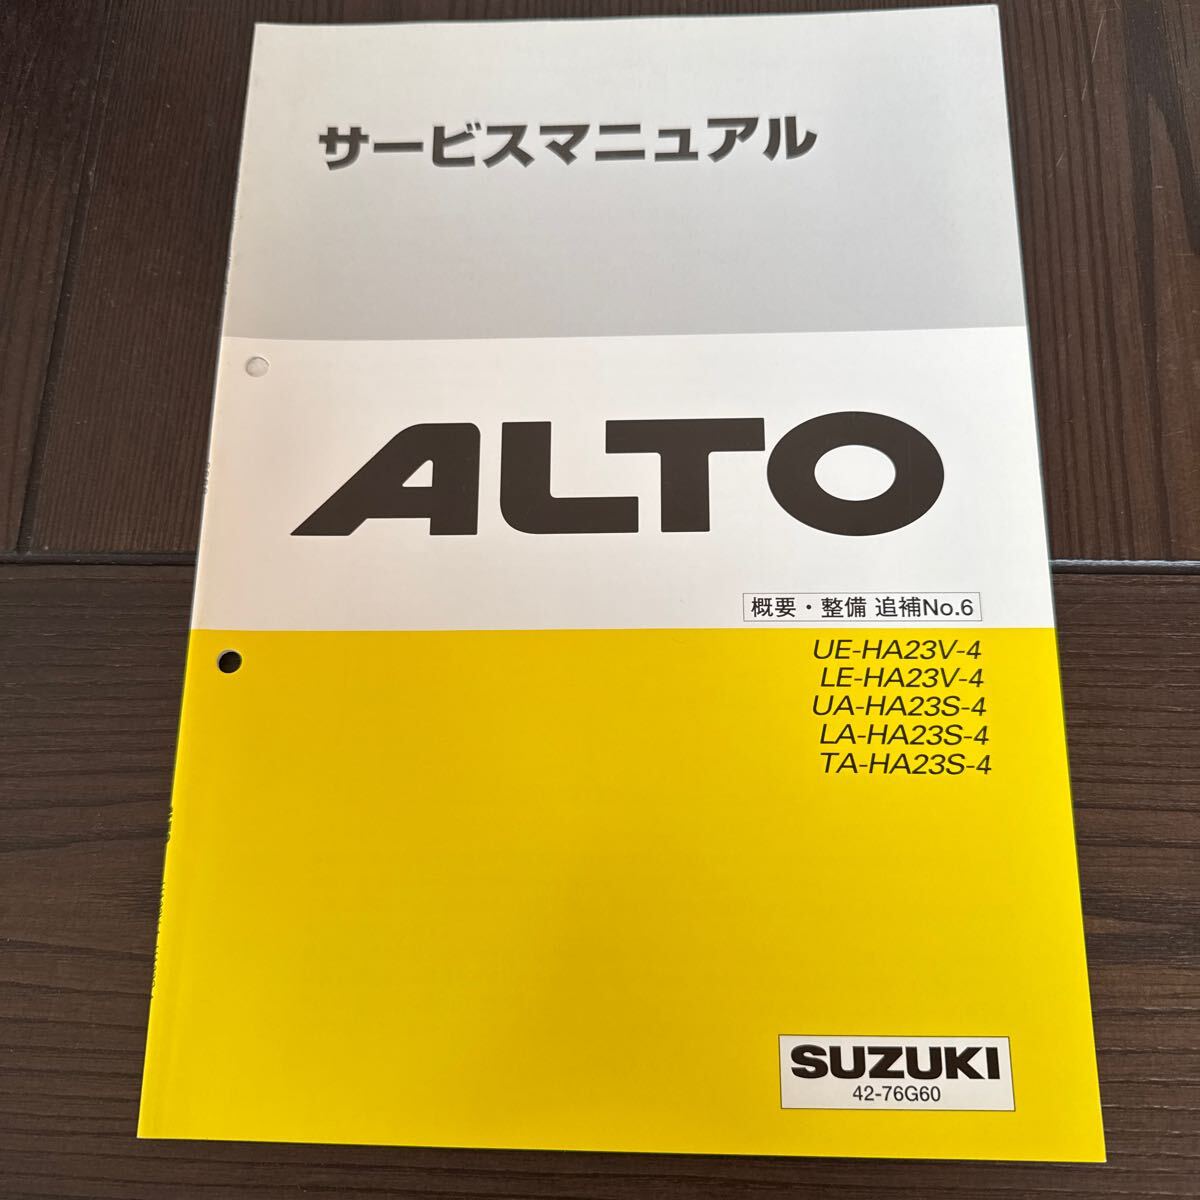 サービスマニュアル
ALTO
概要・整備 追補No.6
UE-HA23V-4
LE-HA23V-4
UA-HA23S-4
LA-HA23S-4
TA-HA23S-4
SUZUKI
42-76G60